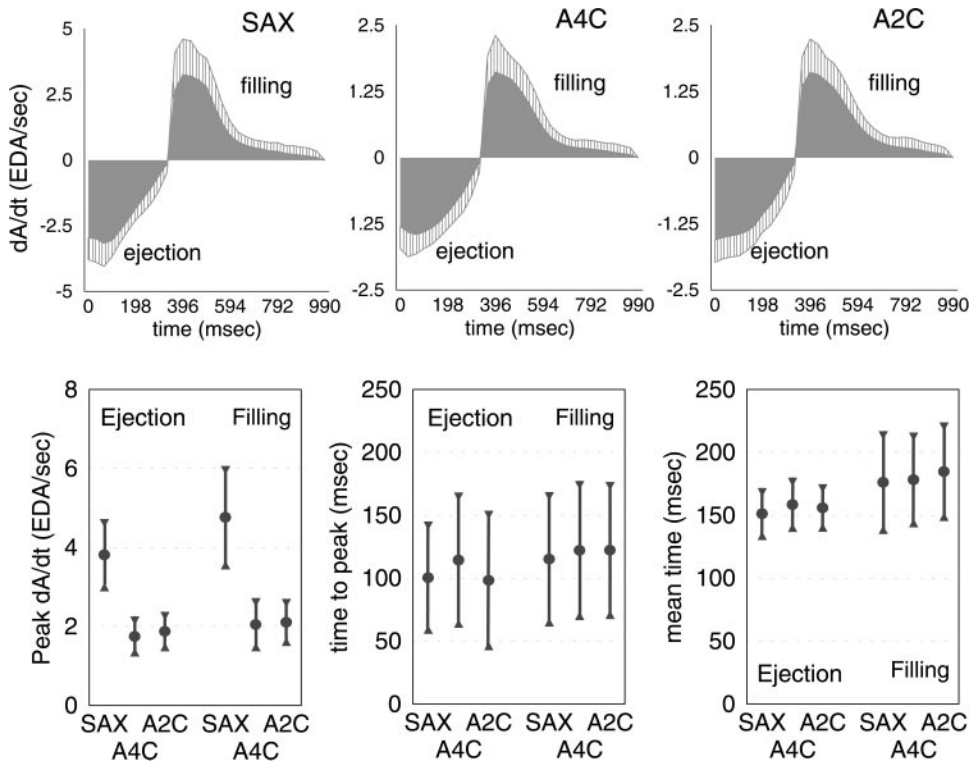 SAX
A4C
A2C
dA/dt (EDA/sec)
5
2.5
0
-2.5
-5
filling
ejection
0 198 396 594 792 990
time (msec)
2.5
1.25
0
1.25
-2.5
filling
ejection
0 198 396 594 792 990
time (msec)
2.5
1.25
0
-1.25
-2.5
filling
ejection
0 198 396 594 792 990
time (msec)
Peak dA/dt (EDA/sec)
8
6
4
2
0
Ejection Filling
SAX A2C SAX A2C
A4C A4C
time to peak (msec)
250
200
150
100
50
0
Ejection Filling
SAX A2C SAX A2C
A4C A4C
mean time (msec)
250
200
150
100
50
0
Ejection Filling
SAX A2C SAX A2C
A4C A4C